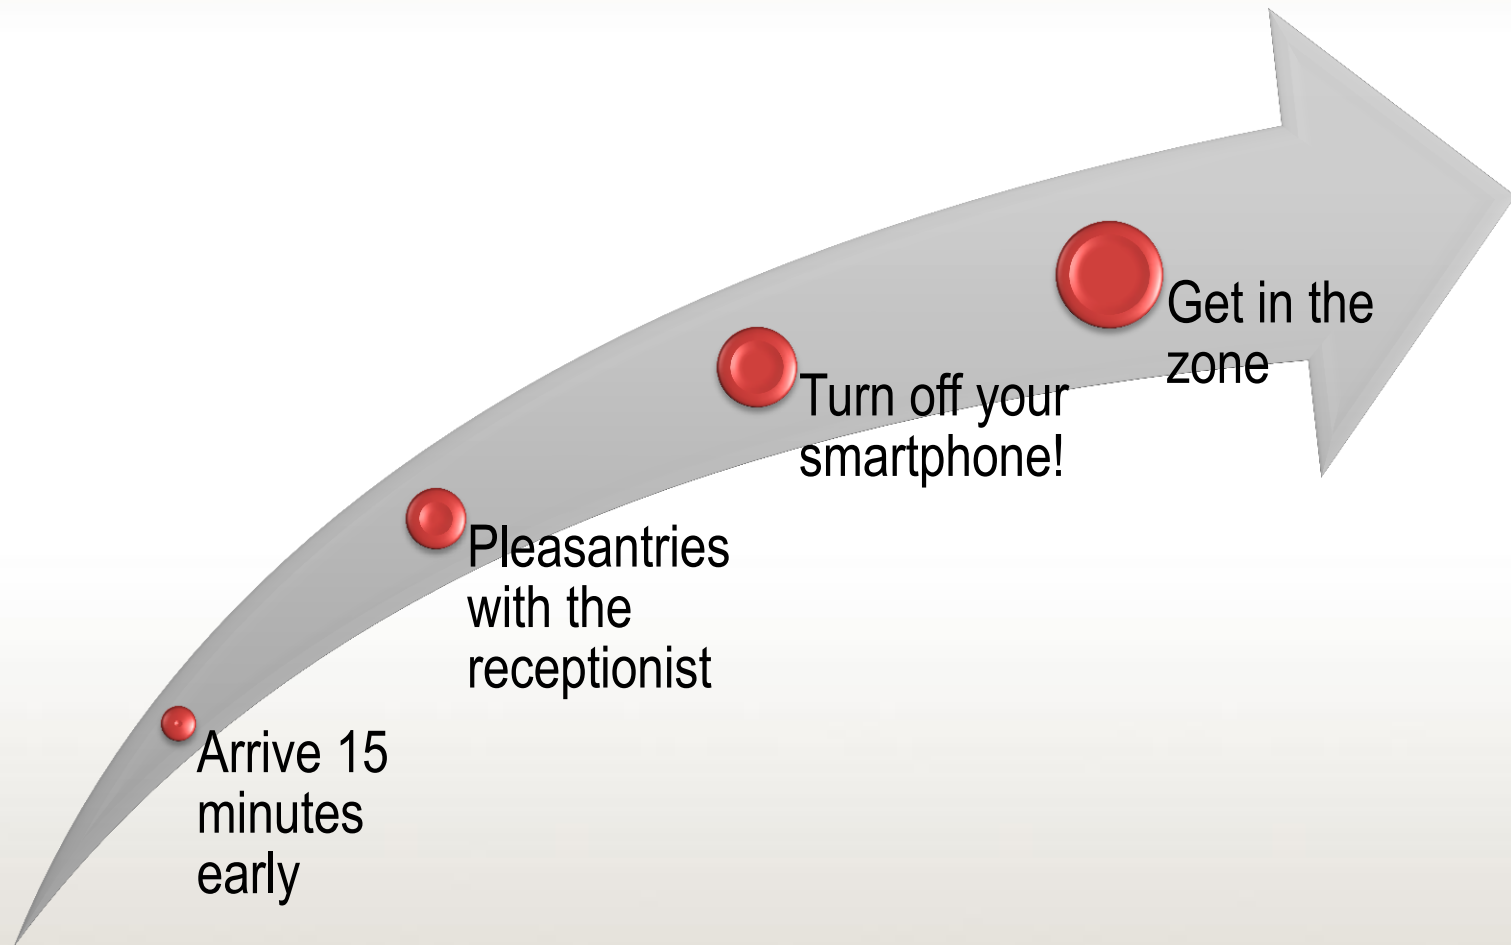 Arrive 15
minutes
early
Pleasantries
with the
receptionist
Turn off your
smartphone!
Get in the
zone